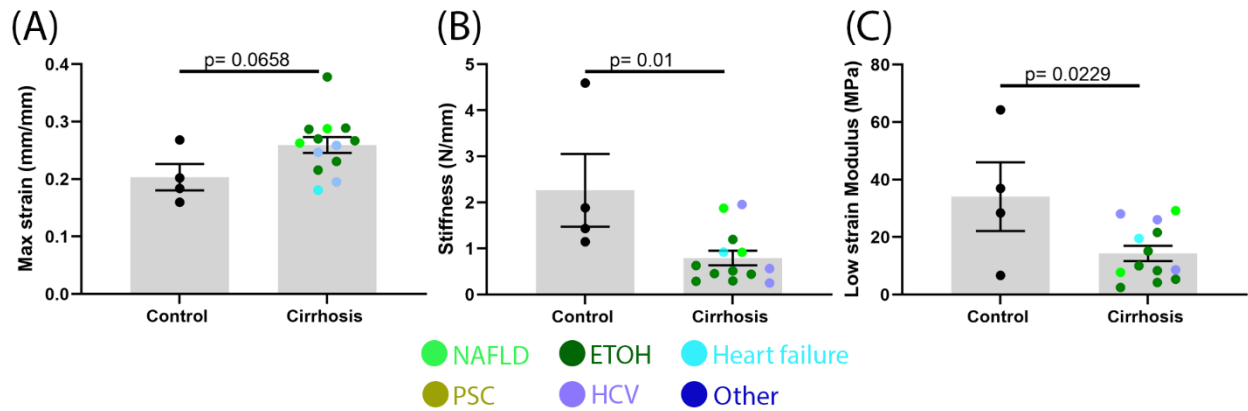 (A)
p= 0.0658
Max strain (mm/mm)
0.4
0.3
0.2
0.1
0.0
Control Cirrhosis
(B)
p= 0.01
Stiffness (N/mm)
5
4
3
2
1
0
Control Cirrhosis
(C)
p= 0.0229
Low strain Modulus (MPa)
80
60
40
20
0
Control Cirrhosis
NAFLD ETOH Heart failure
PSC HCV Other